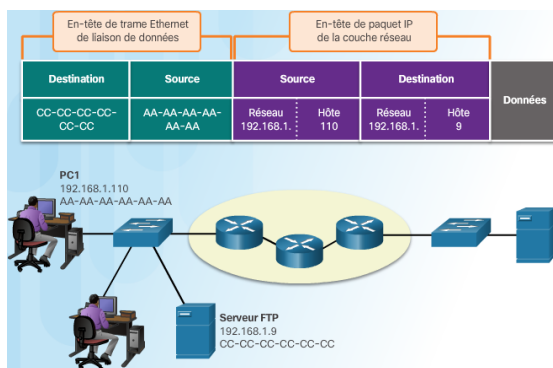 En-tête de trame Ethernet
de liaison de données
En-tête de paquet IP
de la couche réseau
Destination
Source
Source
Destination
Données
CC-CC-CC-CC-
CC-CC
AA-AA-AA-AA-
AA-AA
Réseau
192.168.1.
Hôte
110
Réseau
192.168.1.
Hôte
9
PC1
192.168.1.110
AA-AA-AA-AA-AA-AA
Serveur FTP
192.168.1.9
CC-CC-CC-CC-CC-CC